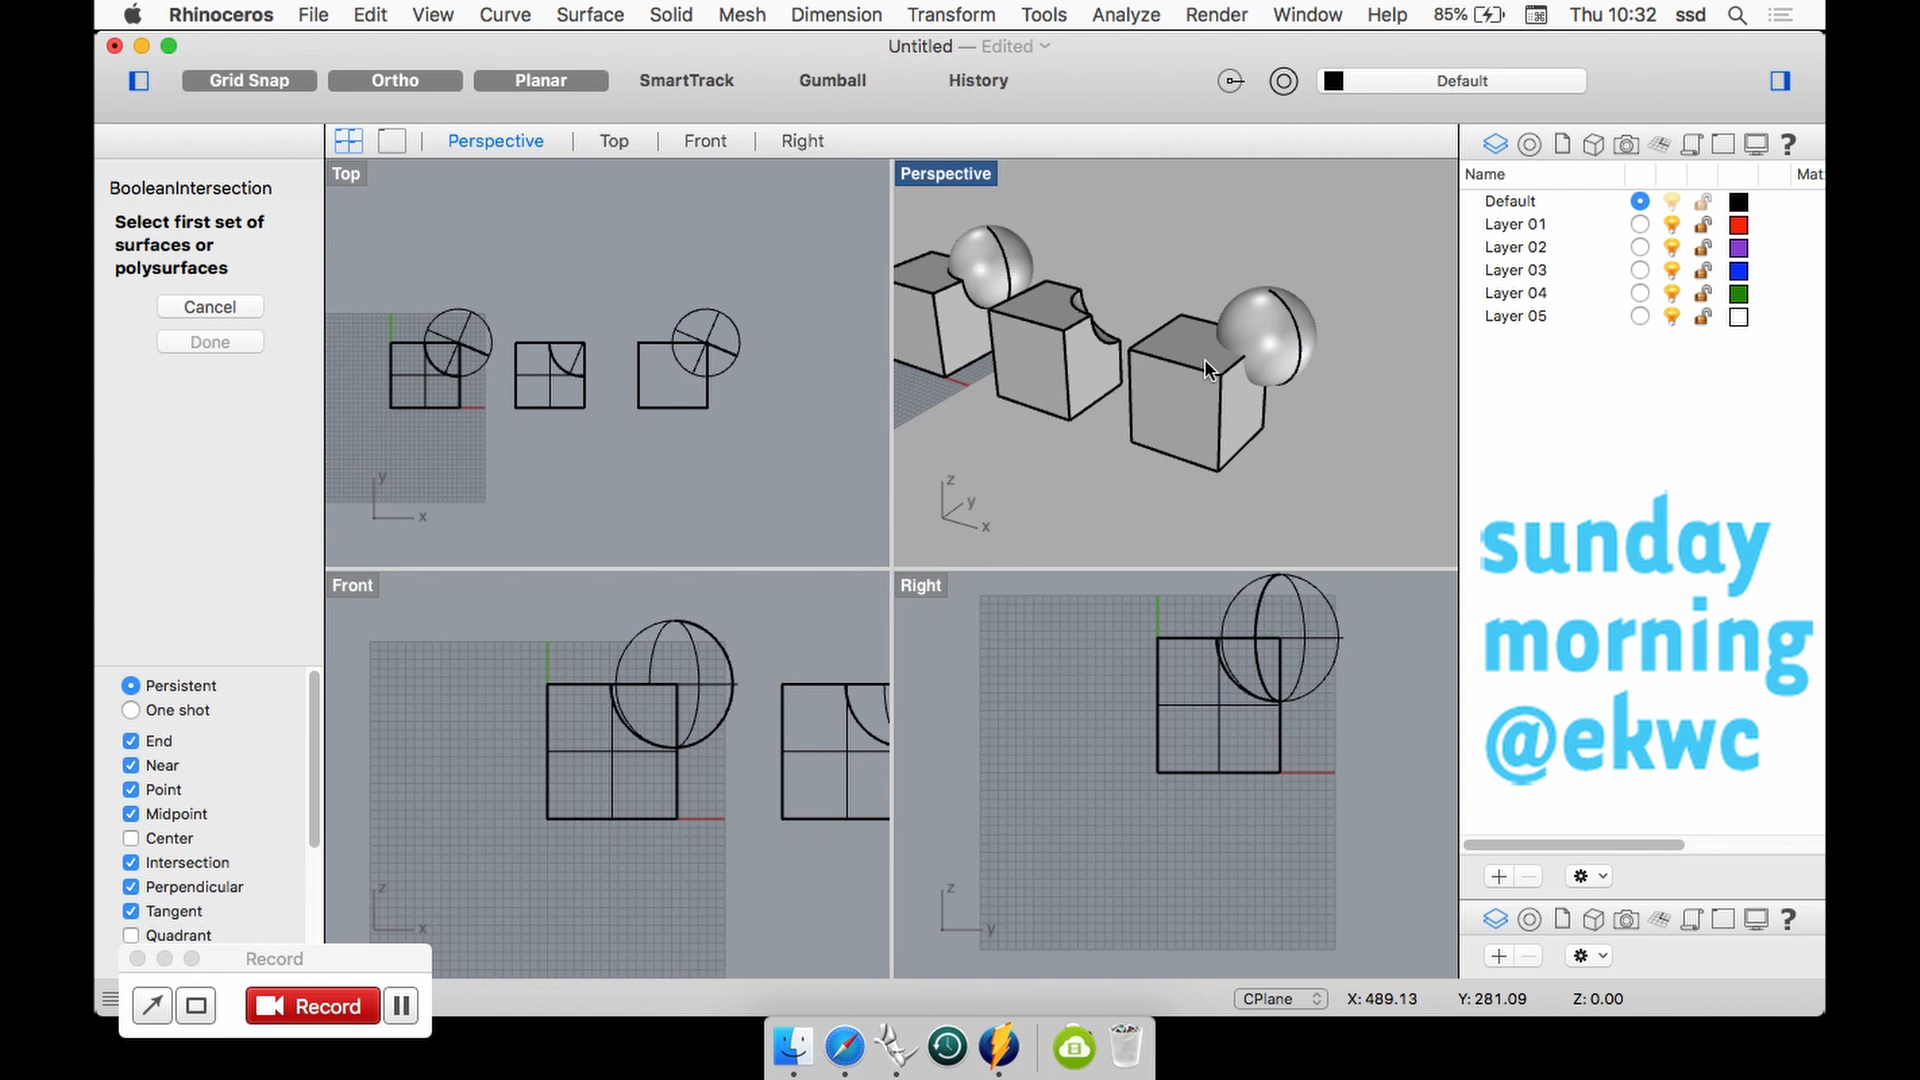 Rhinoceros File Edit View Curve Surface Solid Mesh Dimension Transform Tools Analyze Render Window Help 85% Thu 10:32 ssd
Untitled — Edited
Grid Snap Ortho Planar SmartTrack Gumball History Default
Perspective Top Front Right
BooleanIntersection
Select first set of
surfaces or
polysurfaces
Cancel
Done
Persistent
One shot
End
Near
Point
Midpoint
Center
Intersection
Perpendicular
Tangent
Quadrant
Record
Record
Top
y
x
Perspective
z
y
x
Front
z
x
Right
z
y
Name Mat
Default
Layer 01
Layer 02
Layer 03
Layer 04
Layer 05
sunday
morning
@ekwc
CPlane X: 489.13 Y: 281.09 Z: 0.00